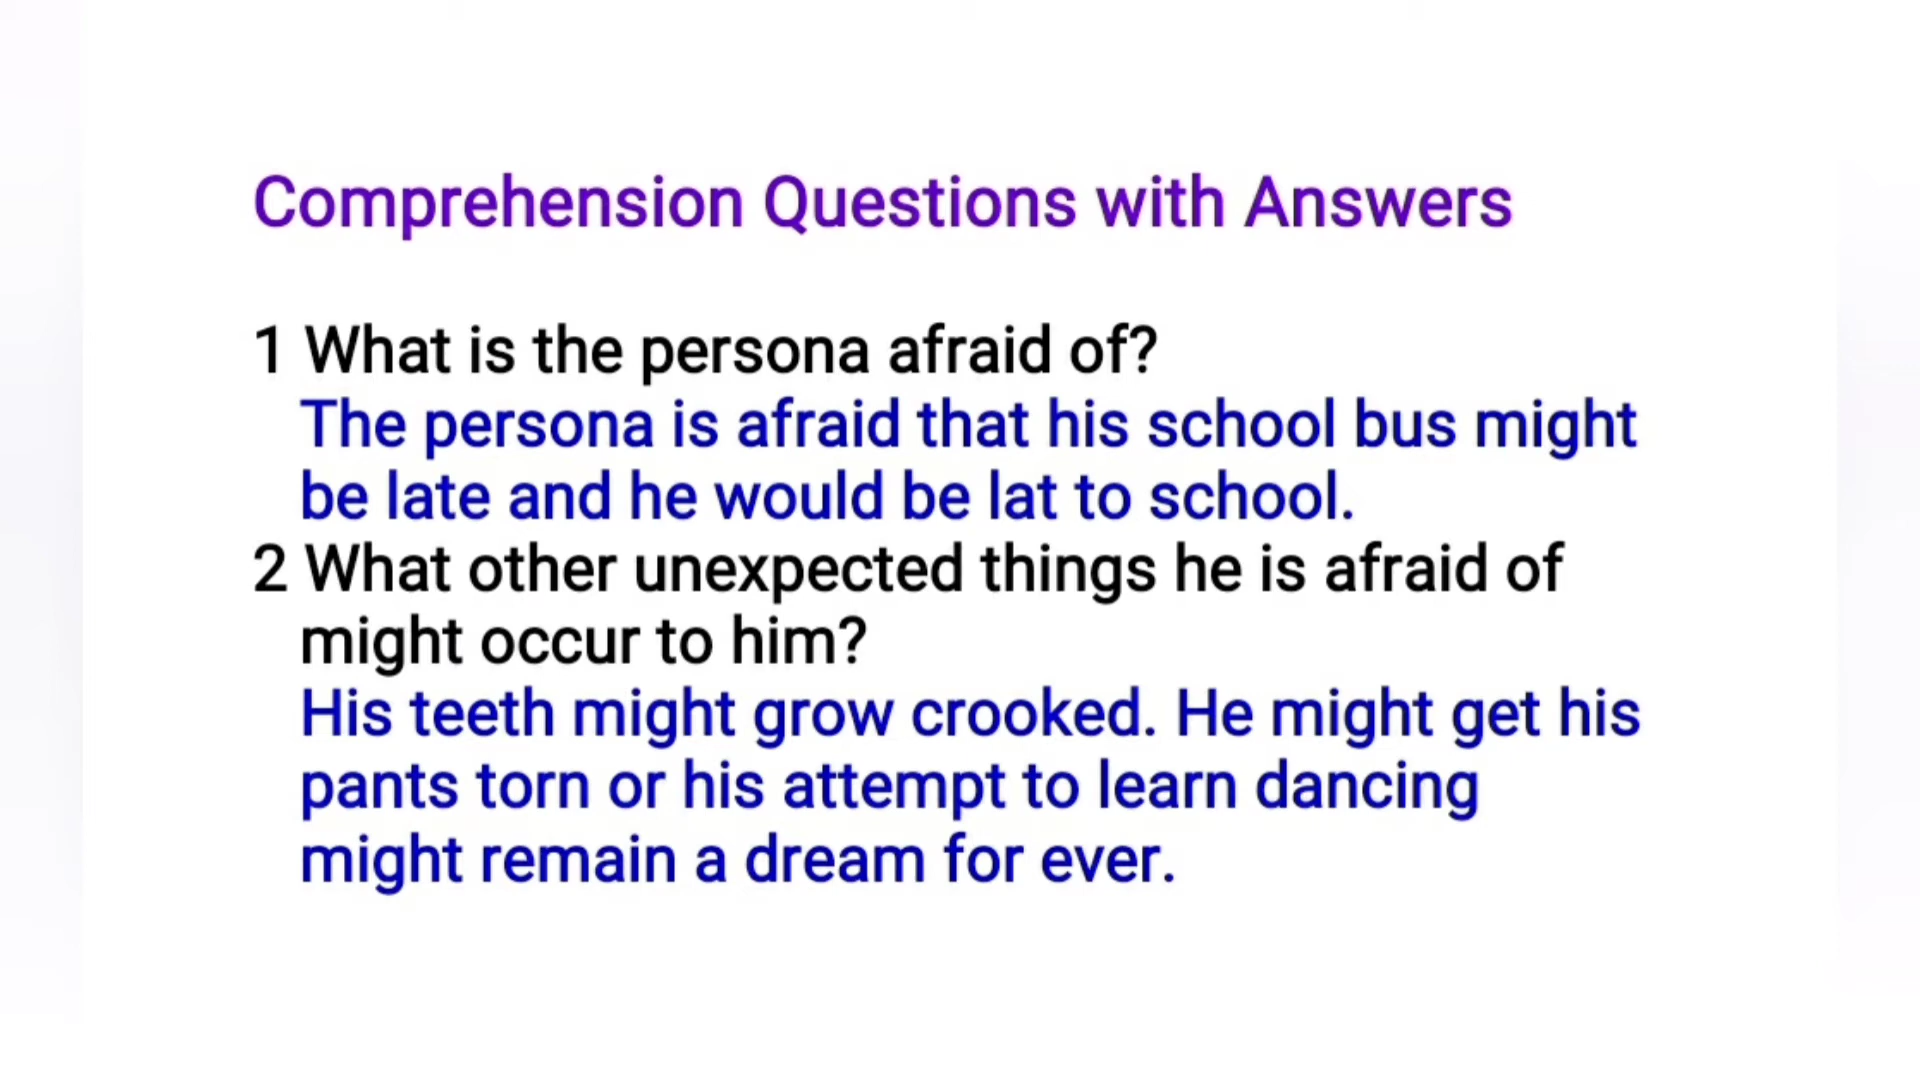 Comprehension Questions with Answers
1 What is the persona afraid of?
The persona is afraid that his school bus might
be late and he would be lat to school.
2 What other unexpected things he is afraid of
might occur to him?
His teeth might grow crooked. He might get his
pants torn or his attempt to learn dancing
might remain a dream for ever.